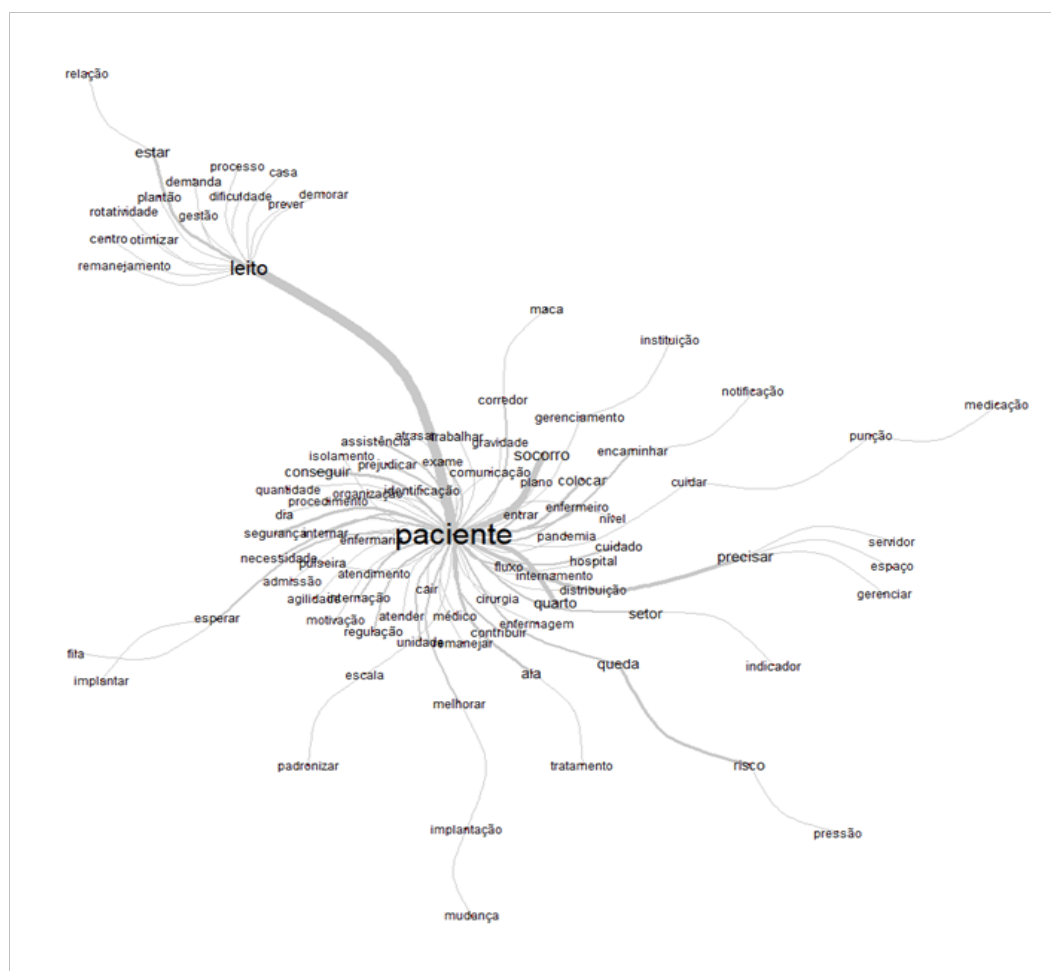 relação
estar
processo
casa
demanda
dificuldade
demorar
plantão
prever
rotatividade
gestão
centro
otimizar
remanejamento
leito
maca
instituição
notificação
medicação
corredor
gerenciamento
punção
atrasar
trabalhar
assistência
gravidade
encaminhar
isolamento
socorro
prejudicar
exame
comunicação
conseguir
plano
colocar
cuidar
quantidade
organização
identificação
procedimento
entrar
enfermeiro
dia
nível
segurança
internar
paciente
pandemia
servidor
cuidado
necessidade
precisar
pulseira
fluxo
hospital
espaço
atendimento
internamento
admissão
distribuição
gerenciar
cair
agilidade
internação
cirurgia
quarto
esperar
motivação
atender
médico
setor
enfermagem
regulação
contribuir
unidade
remanejar
fila
queda
indicador
implantar
escala
ala
melhorar
padronizar
tratamento
risco
implantação
pressão
mudança